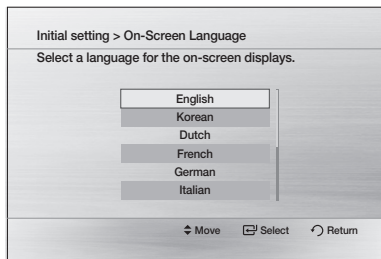 Initial setting > On-Screen Language
Select a language for the on-screen displays.
English
Korean
Dutch
French
German
Italian
Move Select Return